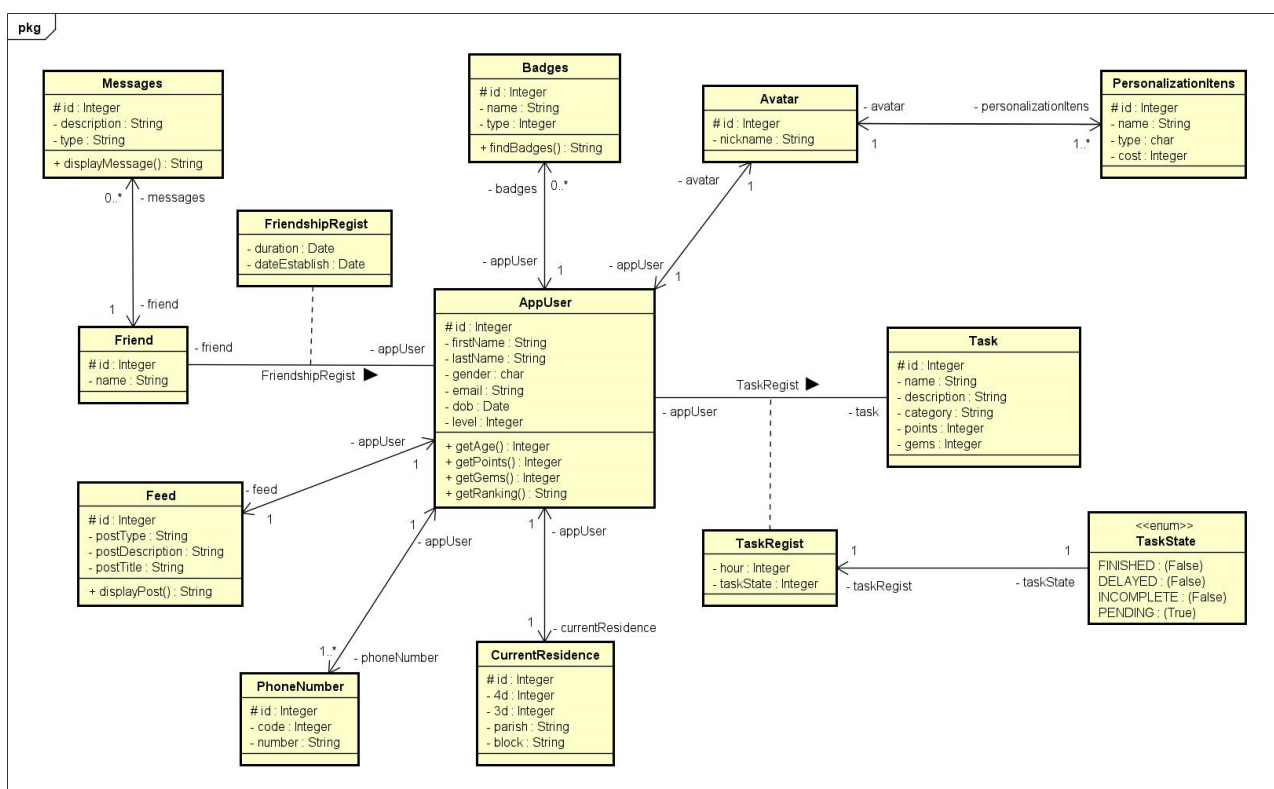 pkg
Messages
# id : Integer
- description : String
- type : String
+ displayMessage() : String
0..*
- messages
1
- friend
Friend
# id : Integer
- name : String
FriendshipRegist
- duration : Date
- dateEstablish : Date
- friend
- appUser
FriendshipRegist
Badges
# id : Integer
- name : String
- type : Integer
+ findBadges() : String
- badges
0..*
- appUser
1
Avatar
# id : Integer
- nickname : String
- avatar
1
- personalizationItens
1..*
PersonalizationItens
# id : Integer
- name : String
- type : char
- cost : Integer
- avatar
1
- appUser
1
AppUser
# id : Integer
- firstName : String
- lastName : String
- gender : char
- email : String
- dob : Date
- level : Integer
+ getAge() : Integer
+ getPoints() : Integer
+ getGems() : Integer
+ getRanking() : String
TaskRegist
- appUser
- task
Task
# id : Integer
- name : String
- description : String
- category : String
- points : Integer
- gems : Integer
- appUser
1
- feed
1
Feed
# id : Integer
- postType : String
- postDescription : String
- postTitle : String
+ displayPost() : String
1
- appUser
1..*
- phoneNumber
PhoneNumber
# id : Integer
- code : Integer
- number : String
1
- appUser
1
- currentResidence
CurrentResidence
# id : Integer
- 4d : Integer
- 3d : Integer
- parish : String
- block : String
TaskRegist
- hour : Integer
- taskState : Integer
1
- taskRegist
1
- taskState
<<enum>>
TaskState
FINISHED : (False)
DELAYED : (False)
INCOMPLETE : (False)
PENDING : (True)